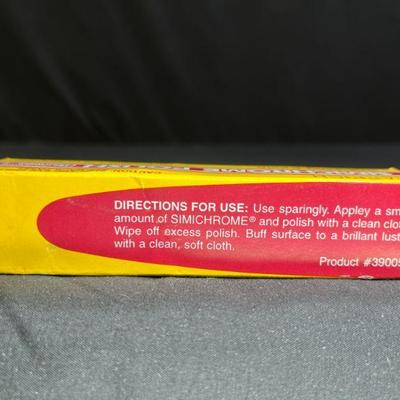 DIRECTIONS FOR USE: Use sparingly. Appley a sm
amount of SIMICHROME® and polish with a clean clo
Wipe off excess polish. Buff surface to a brillant lust
with a clean, soft cloth.
Product #39005